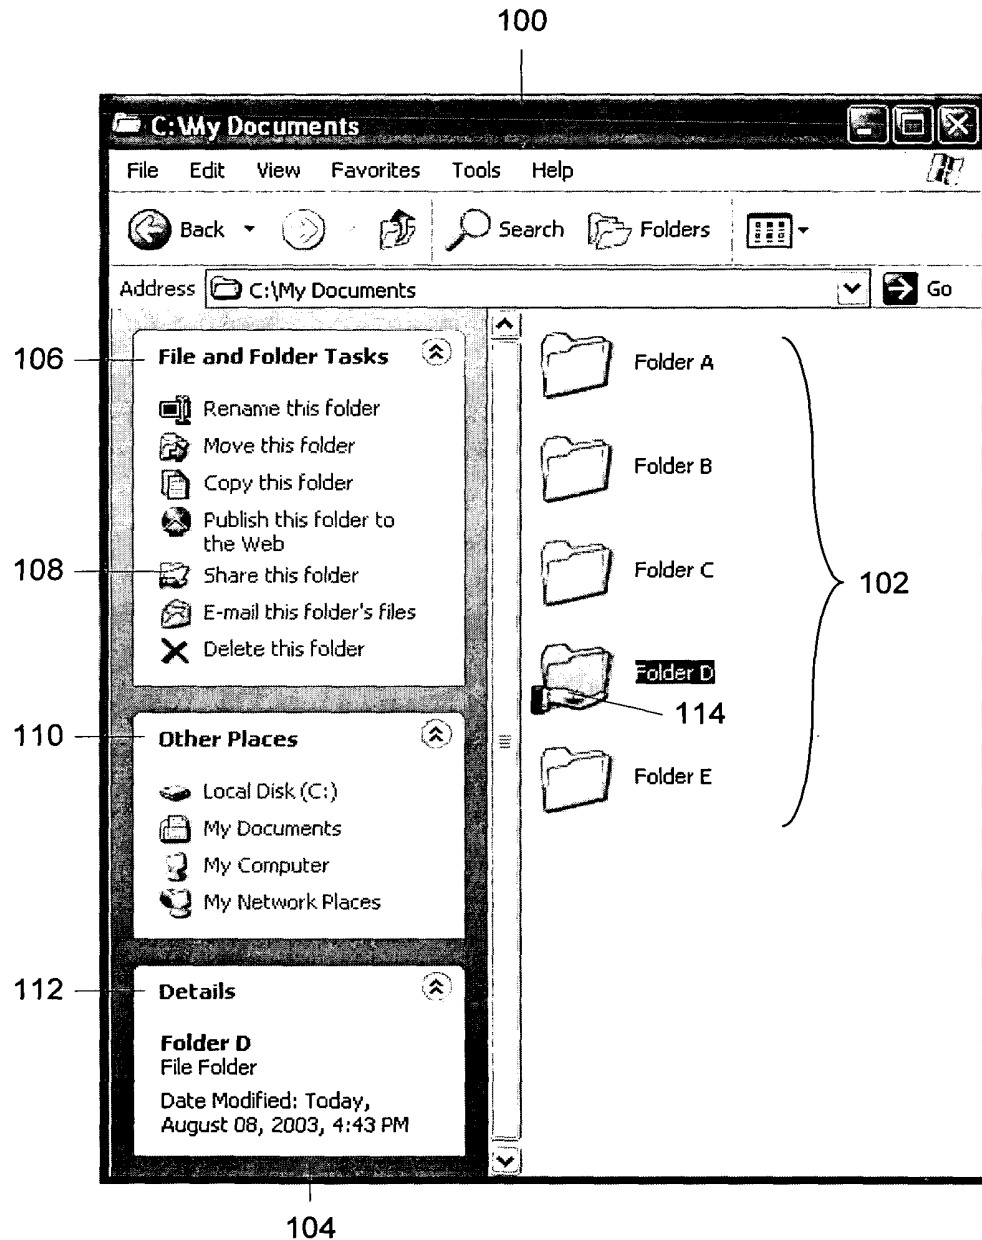 100
C:\My Documents
File Edit View Favorites Tools Help
Back Search Folders
Address C:\My Documents Go
106
File and Folder Tasks
Rename this folder
Move this folder
Copy this folder
Publish this folder to
the Web
108
Share this folder
E-mail this folder's files
Delete this folder
110
Other Places
Local Disk (C:)
My Documents
My Computer
My Network Places
112
Details
Folder D
File Folder
Date Modified: Today,
August 08, 2003, 4:43 PM
104
Folder A
Folder B
Folder C
102
Folder D
114
Folder E